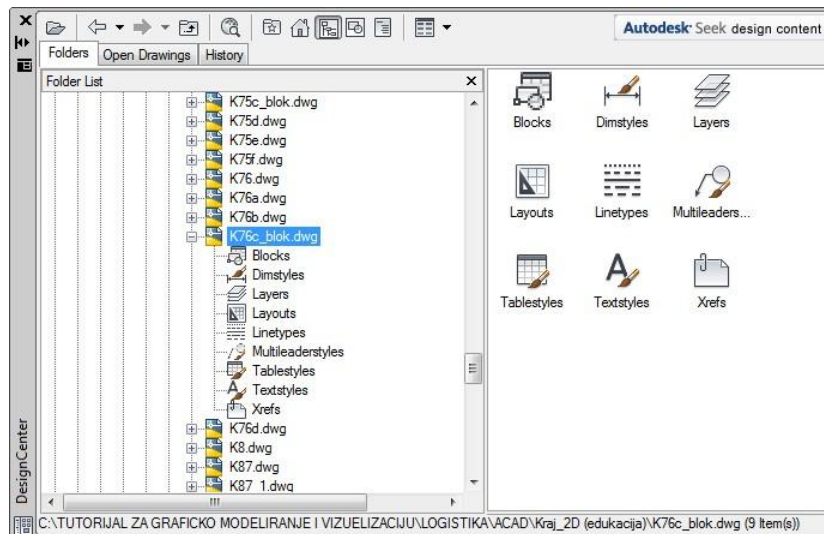 Autodesk® Seek design content
Folders Open Drawings History
Folder List
K75c_blok.dwg
K75d.dwg
K75e.dwg
K75f.dwg
K76.dwg
K76a.dwg
K76b.dwg
K76c_blok.dwg
Blocks
Dimstyles
Layers
Layouts
Linetypes
Multileaderstyles
Tablestyles
Textstyles
Xrefs
K76d.dwg
K8.dwg
K87.dwg
K87_1.dwg
Blocks Dimstyles Layers
Layouts Linetypes Multileaders...
Tablestyles Textstyles Xrefs
DesignCenter
C:\TUTORIJAL ZA GRAFICKO MODELIRANJE I VIZUELIZACIJU\LOGISTIKA\ACAD\Kraj_2D (edukacija)\K76c_blok.dwg (9 Item(s))